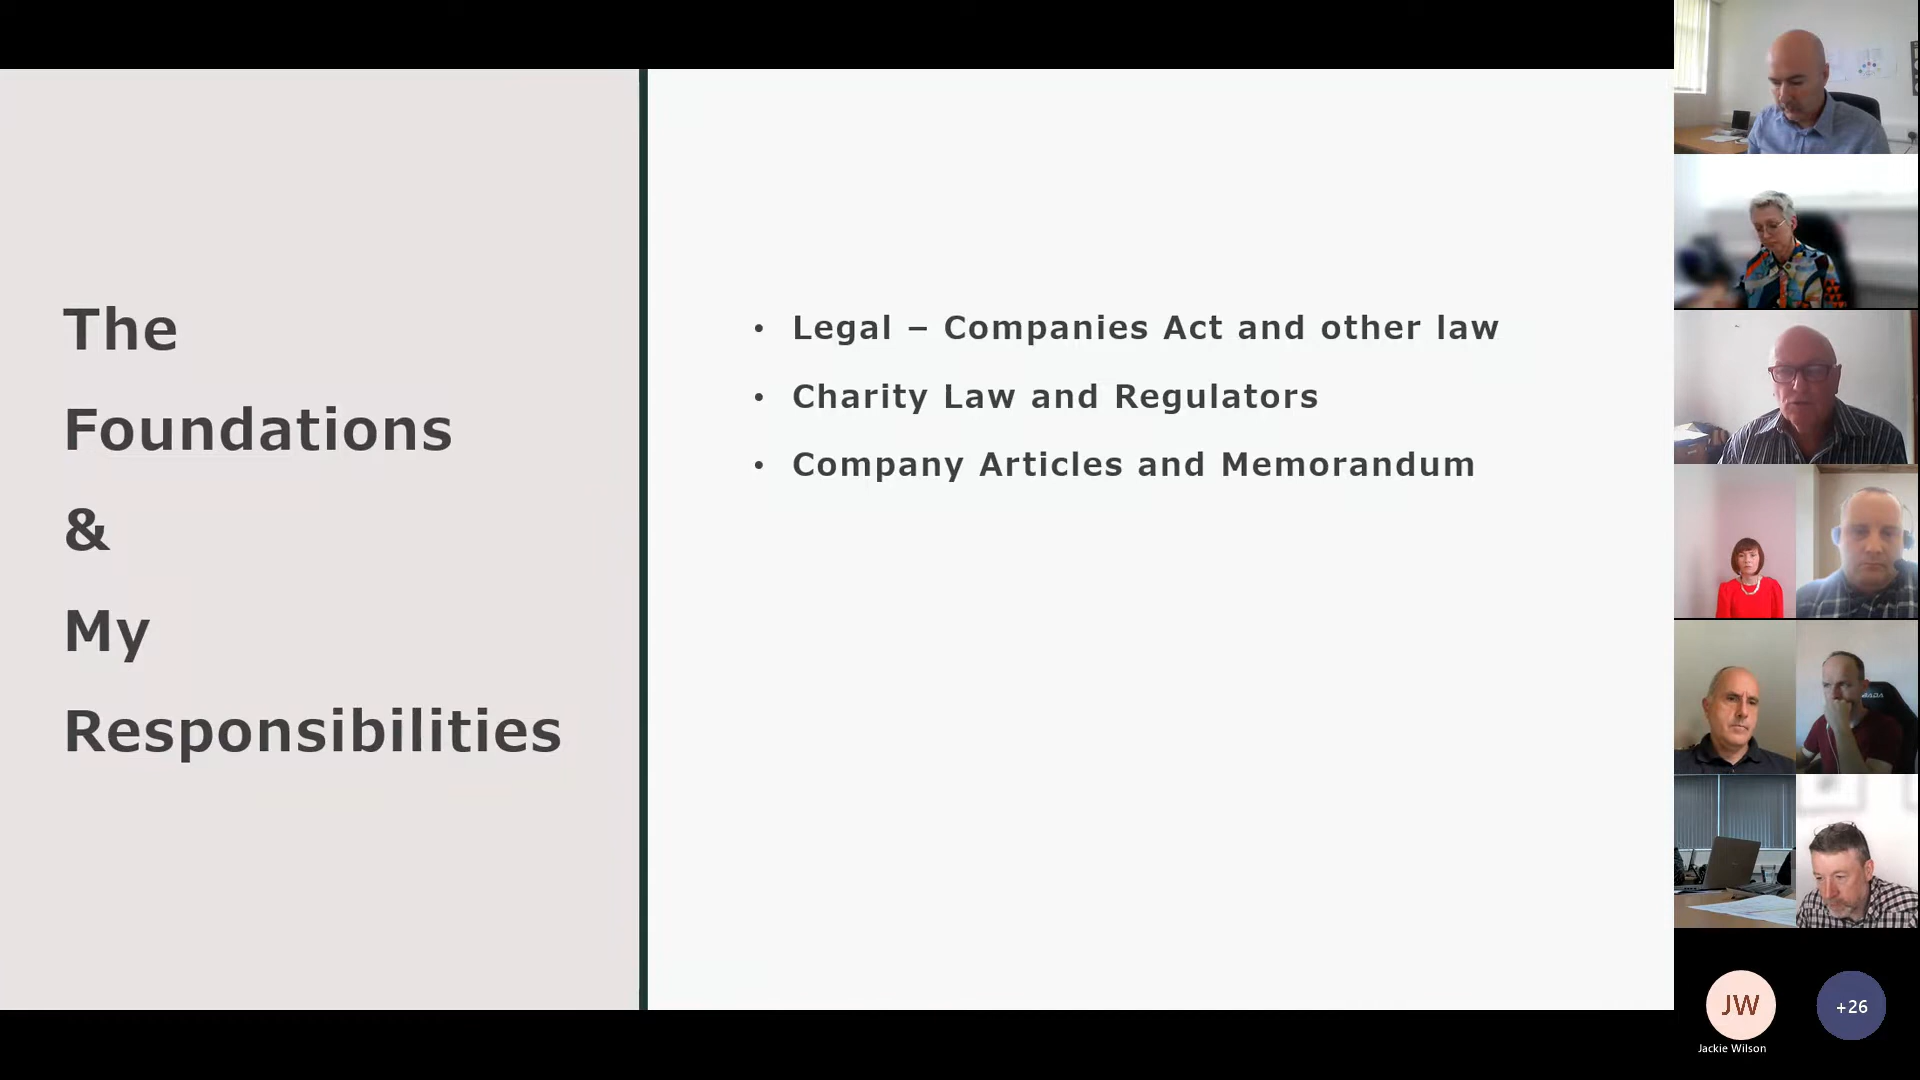 The
Foundations
&
My
Responsibilities
• Legal – Companies Act and other law
• Charity Law and Regulators
• Company Articles and Memorandum
JW
+26
Jackie Wilson